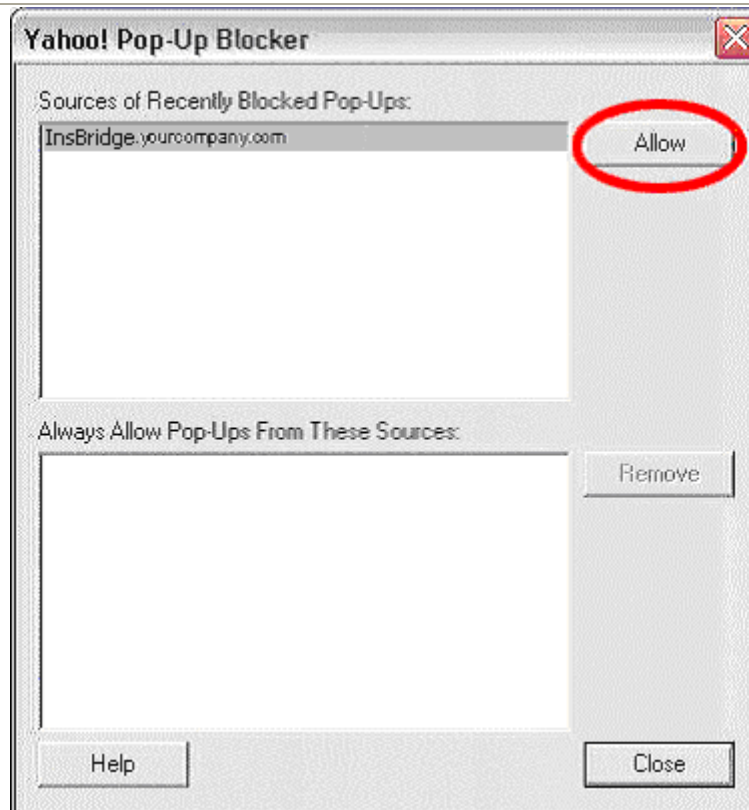 Yahoo! Pop-Up Blocker
Sources of Recently Blocked Pop-Ups:
InsBridge.yourcompany.com
Allow
Always Allow Pop-Ups From These Sources:
Remove
Help
Close